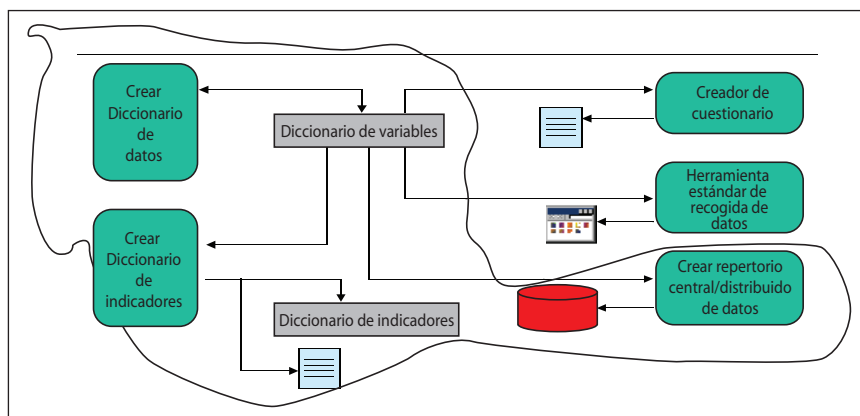 Crear
Diccionario
de
datos
Diccionario de variables
Creador de
cuestionario
Herramienta
estándar de
recogida de
datos
Crear
Diccionario
de
indicadores
Diccionario de indicadores
Crear repertorio
central/distribuido
de datos